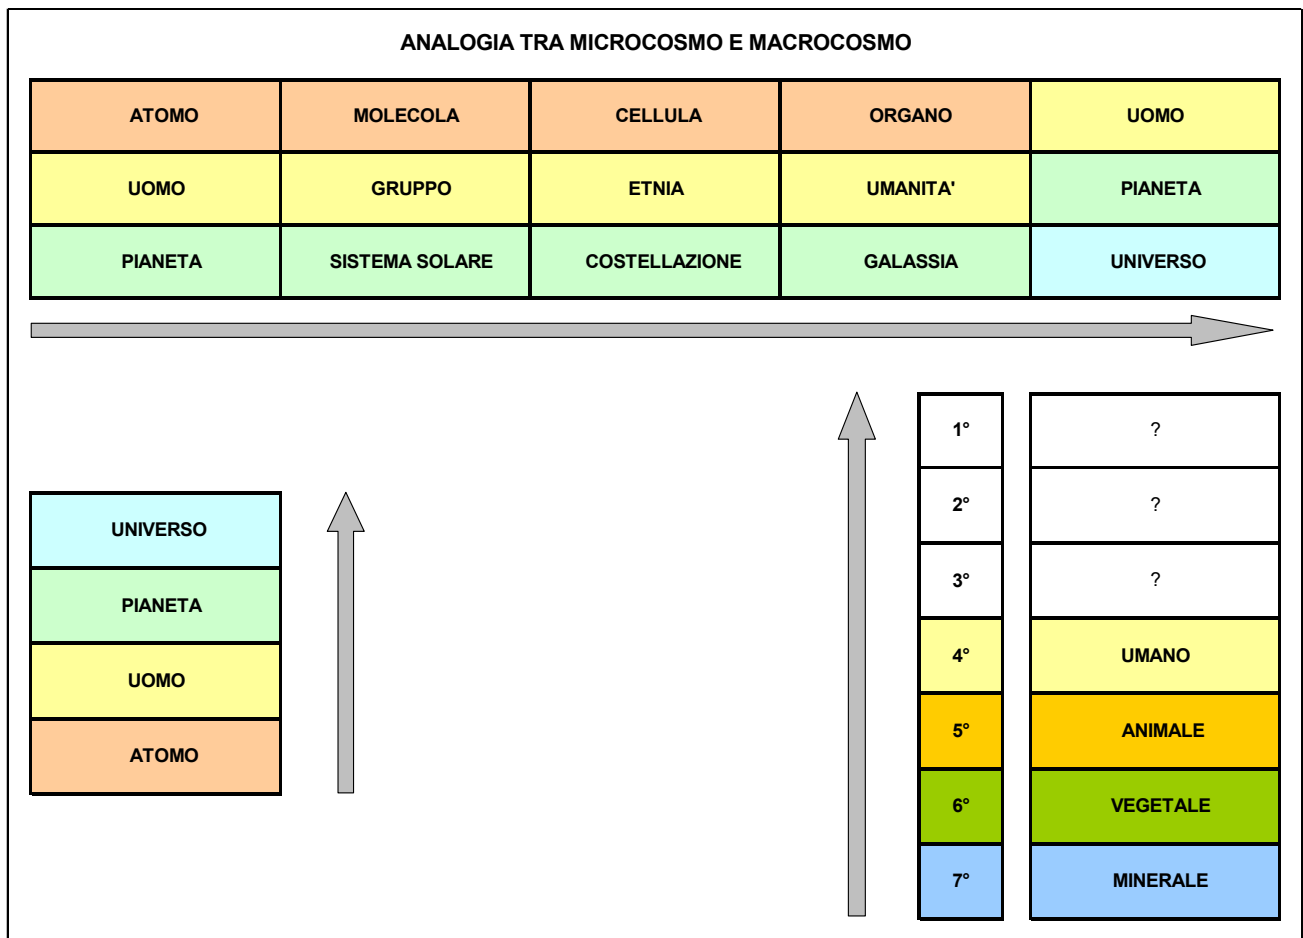 ANALOGIA TRA MICROCOSMO E MACROCOSMO
ATOMO MOLECOLA CELLULA ORGANO UOMO
UOMO GRUPPO ETNIA UMANITA' PIANETA
PIANETA SISTEMA SOLARE COSTELLAZIONE GALASSIA UNIVERSO
UNIVERSO
PIANETA
UOMO
ATOMO
1° ?
2° ?
3° ?
4° UMANO
5° ANIMALE
6° VEGETALE
7° MINERALE